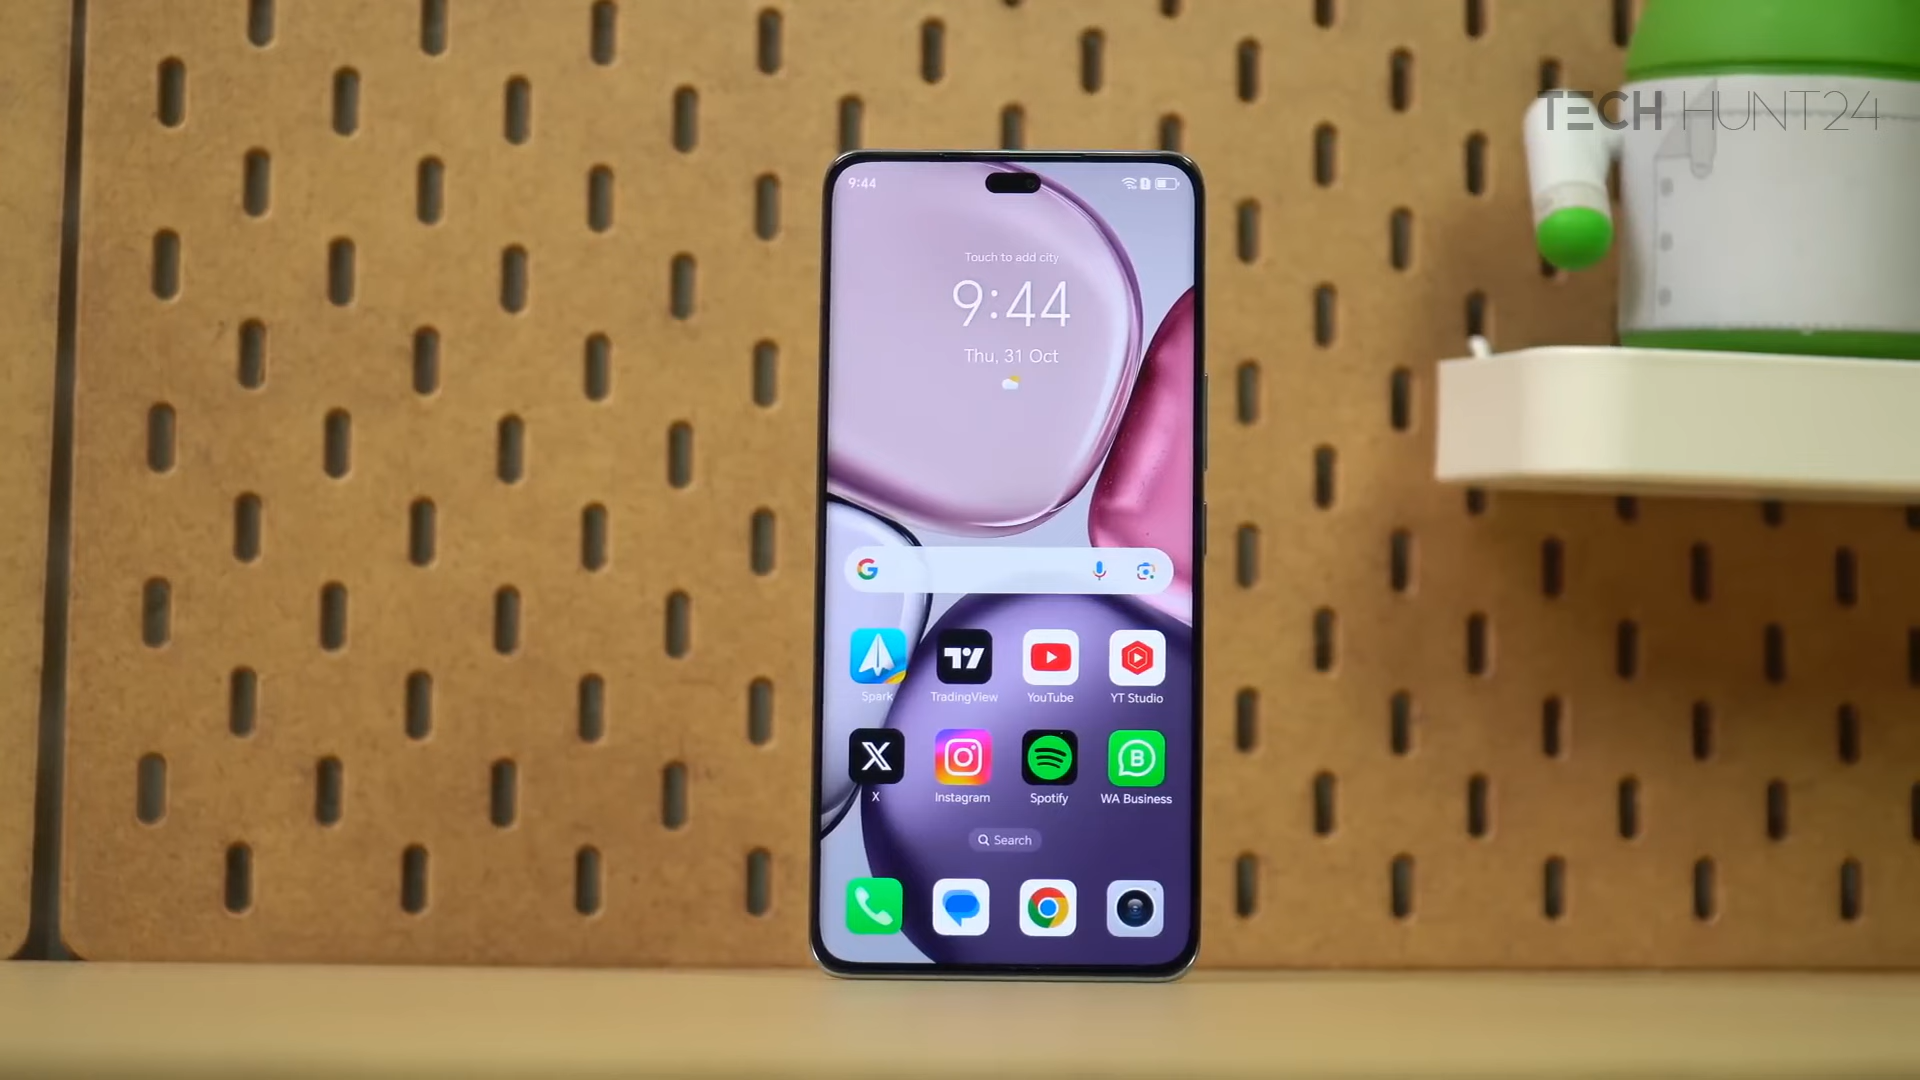 TECH HUNT24
9:44
Touch to add city
9:44
Thu, 31 Oct
Spark
TradingView
YouTube
YT Studio
X
Instagram
Spotify
WA Business
Search